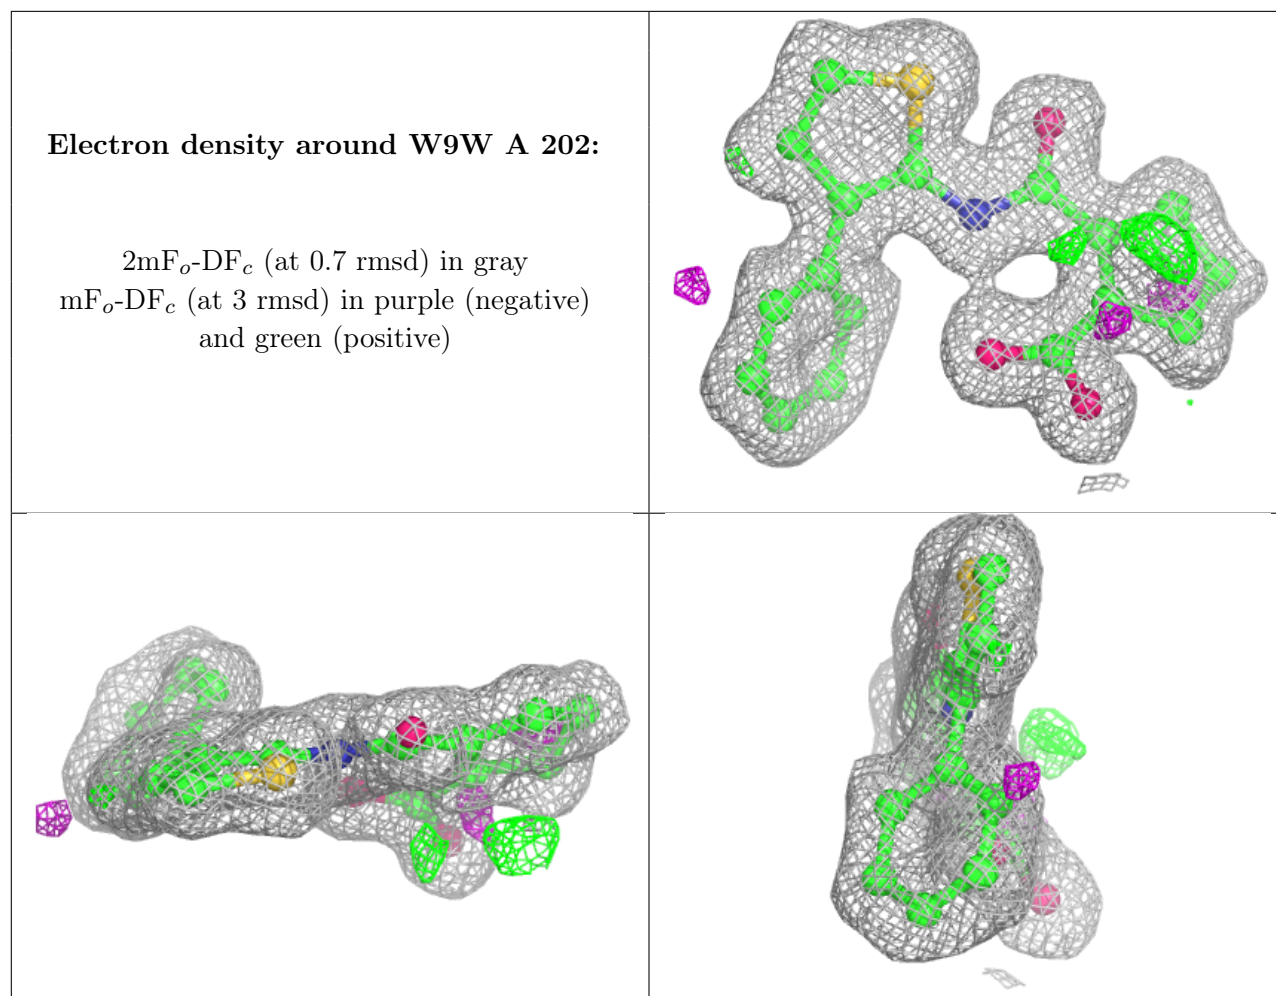 Electron density around W9W A 202:
2mFo-DFc (at 0.7 rmsd) in gray
mFo-DFc (at 3 rmsd) in purple (negative)
and green (positive)